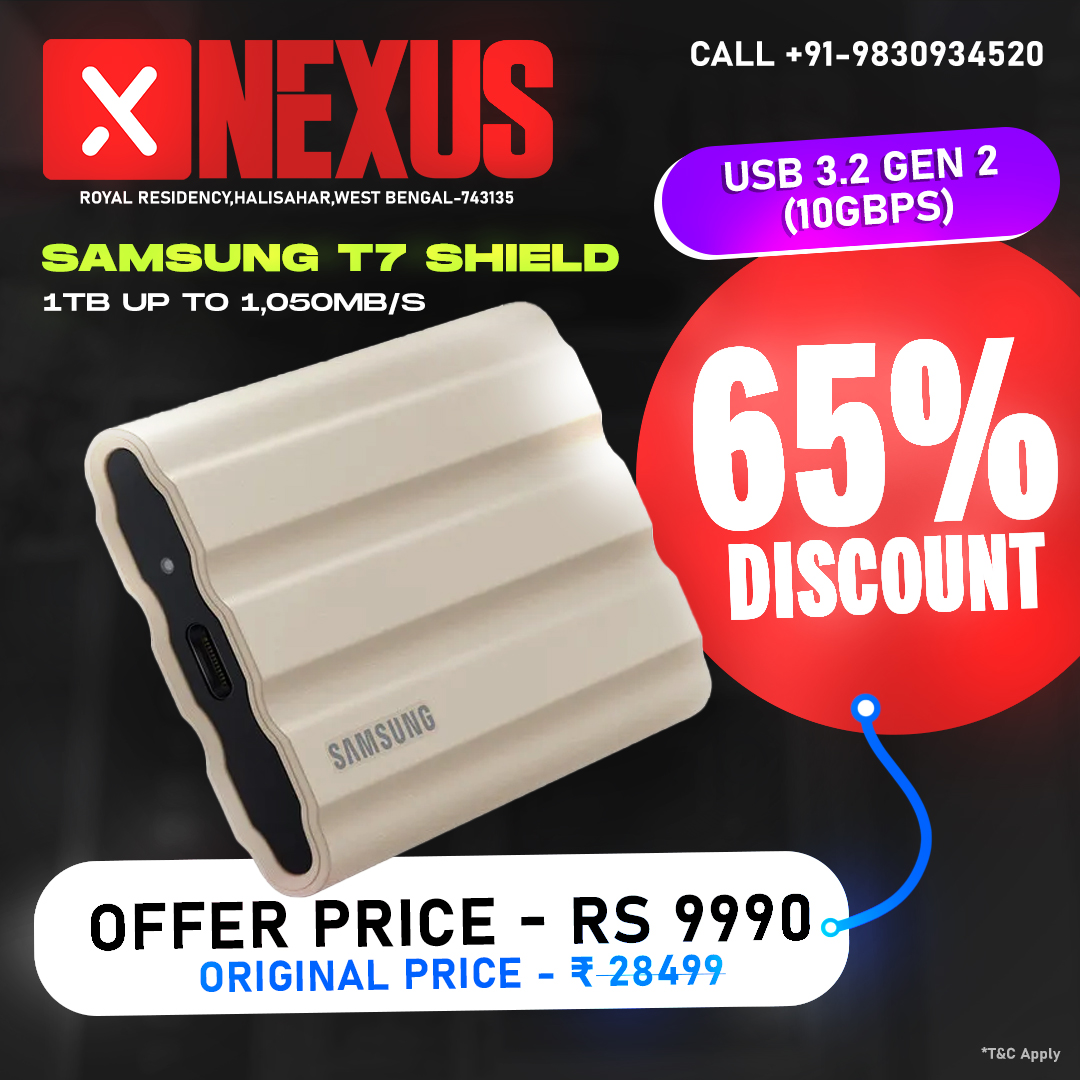 NEXUS
CALL +91-9830934520
ROYAL RESIDENCY,HALISAHAR,WEST BENGAL-743135
USB 3.2 GEN 2
(10GBPS)
SAMSUNG T7 SHIELD
1TB UP TO 1,050MB/S
65%
DISCOUNT
SAMSUNG
OFFER PRICE - RS 9990
ORIGINAL PRICE - ₹ 28499
*T&C Apply